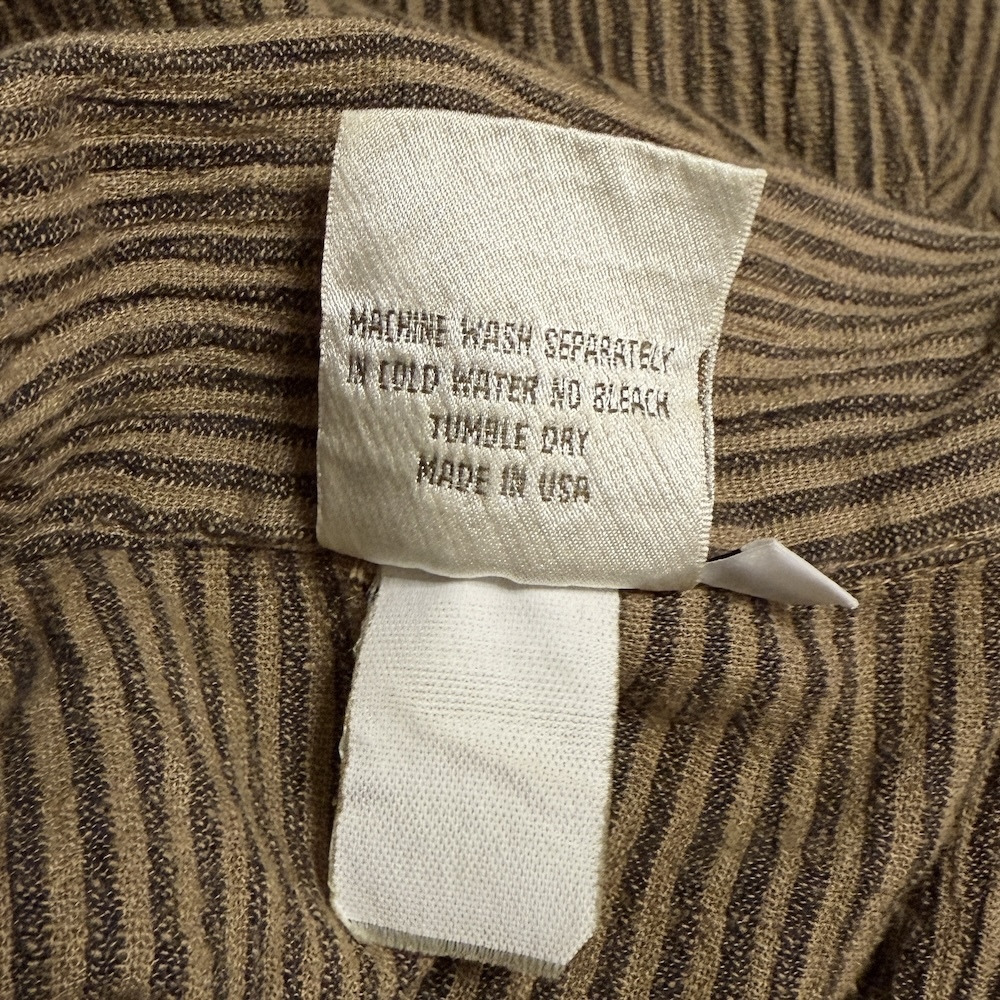 MACHINE WASH SEPARATELY
IN COLD WATER NO BLEACH
TUMBLE DRY
MADE IN USA